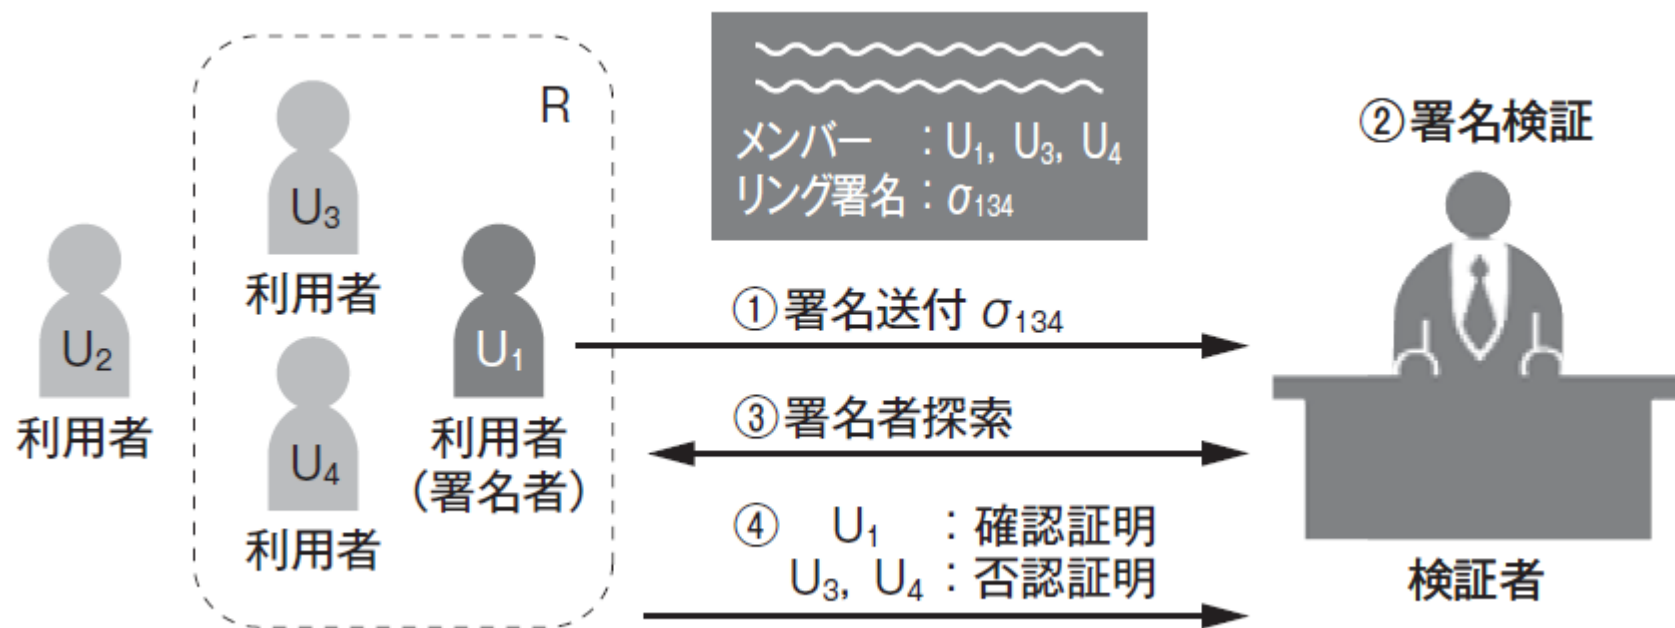 R
メンバー : U₁, U₃, U₄
リング署名 : σ₁₃₄
②署名検証
U₃
利用者
U₂
利用者
U₁
利用者
(署名者)
U₄
利用者
①署名送付 σ₁₃₄
③署名者探索
④ U₁ : 確認証明
U₃, U₄ : 否認証明
検証者